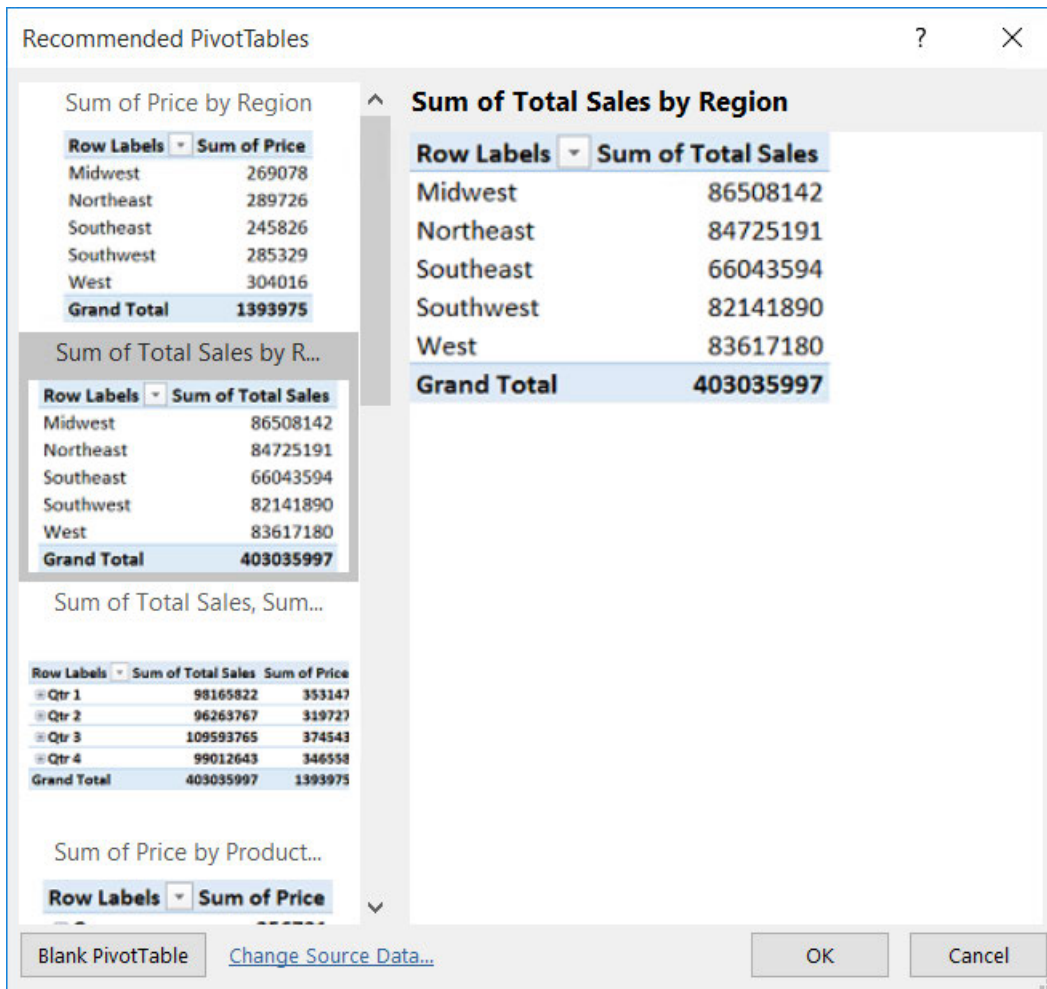 Recommended PivotTables
?
Sum of Price by Region
Row Labels Sum of Price
Midwest 269078
Northeast 289726
Southeast 245826
Southwest 285329
West 304016
Grand Total 1393975
Sum of Total Sales by R...
Row Labels Sum of Total Sales
Midwest 86508142
Northeast 84725191
Southeast 66043594
Southwest 82141890
West 83617180
Grand Total 403035997
Sum of Total Sales, Sum...
Row Labels Sum of Total Sales Sum of Price
Qtr 1 98165822 353147
Qtr 2 96263767 319727
Qtr 3 109593765 374543
Qtr 4 99012643 346558
Grand Total 403035997 1393975
Sum of Price by Product...
Row Labels Sum of Price
Sum of Total Sales by Region
Row Labels Sum of Total Sales
Midwest 86508142
Northeast 84725191
Southeast 66043594
Southwest 82141890
West 83617180
Grand Total 403035997
Blank PivotTable
Change Source Data...
OK
Cancel